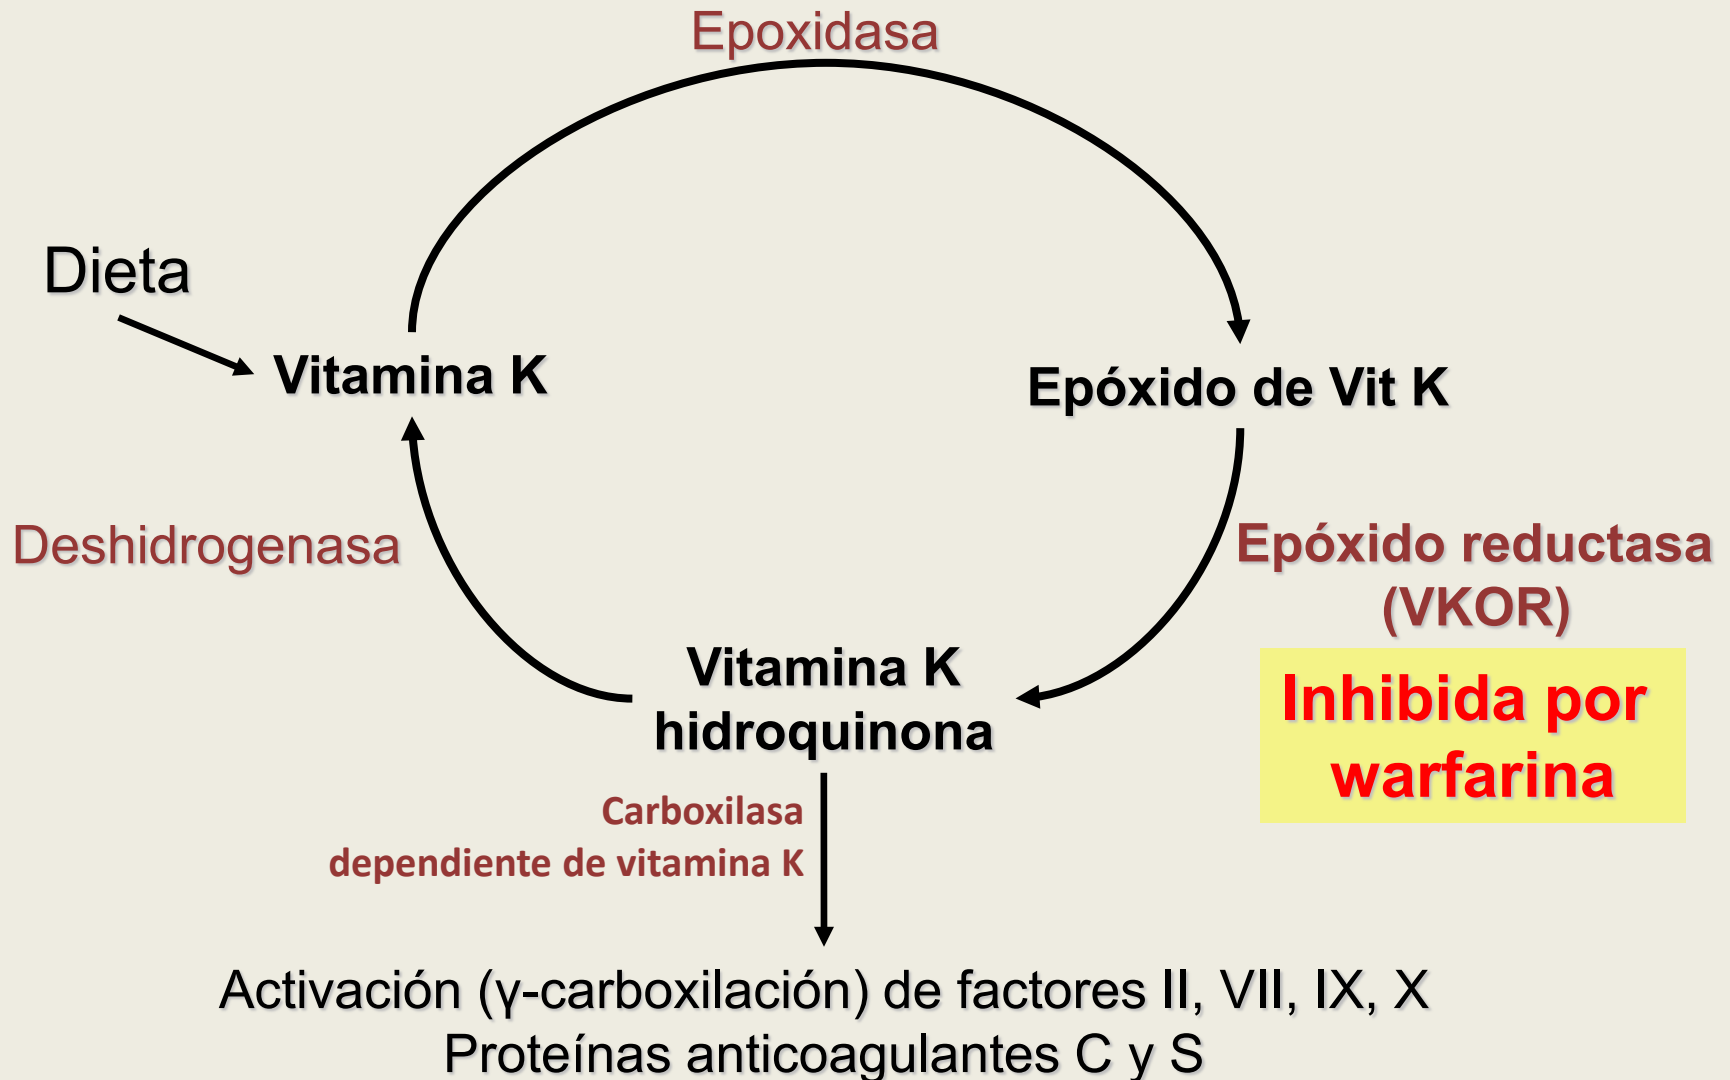 Epoxidasa
Dieta
Vitamina K
Epóxido de Vit K
Deshidrogenasa
Epóxido reductasa
(VKOR)
Inhibida por
warfarina
Vitamina K
hidroquinona
Carboxilasa
dependiente de vitamina K
Activación (γ-carboxilación) de factores II, VII, IX, X
Proteínas anticoagulantes C y S